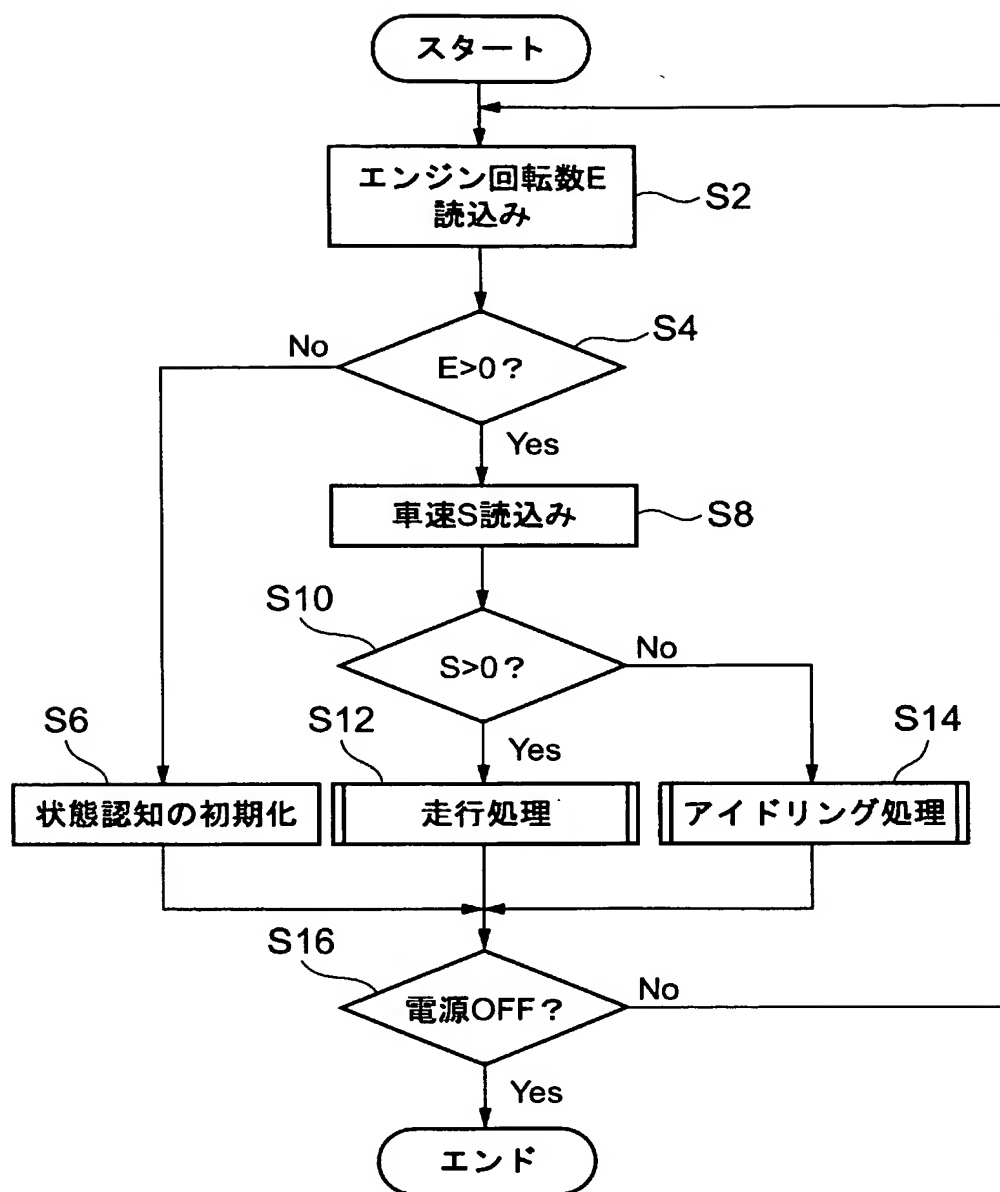 スタート
エンジン回転数E
読込み
S2
S4
No
E>0？
Yes
車速S読込み
S8
S10
S>0？
No
S6
S12
Yes
S14
状態認知の初期化
走行処理
アイドリング処理
S16
電源OFF？
No
Yes
エンド